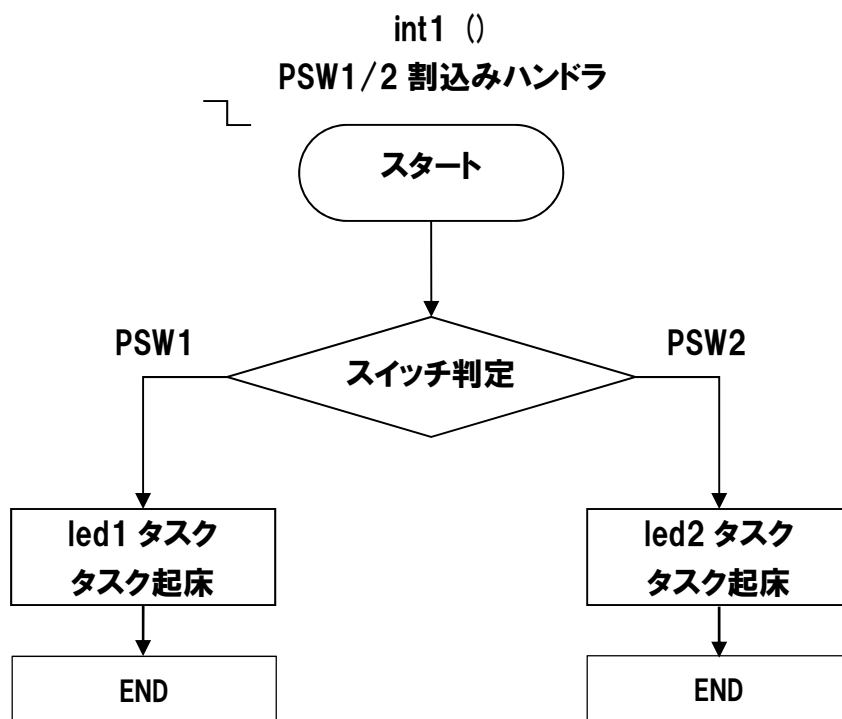 int1 ()
PSW1/2 割込みハンドラ
スタート
PSW1
PSW2
スイッチ判定
led1 タスク
タスク起床
led2 タスク
タスク起床
END
END